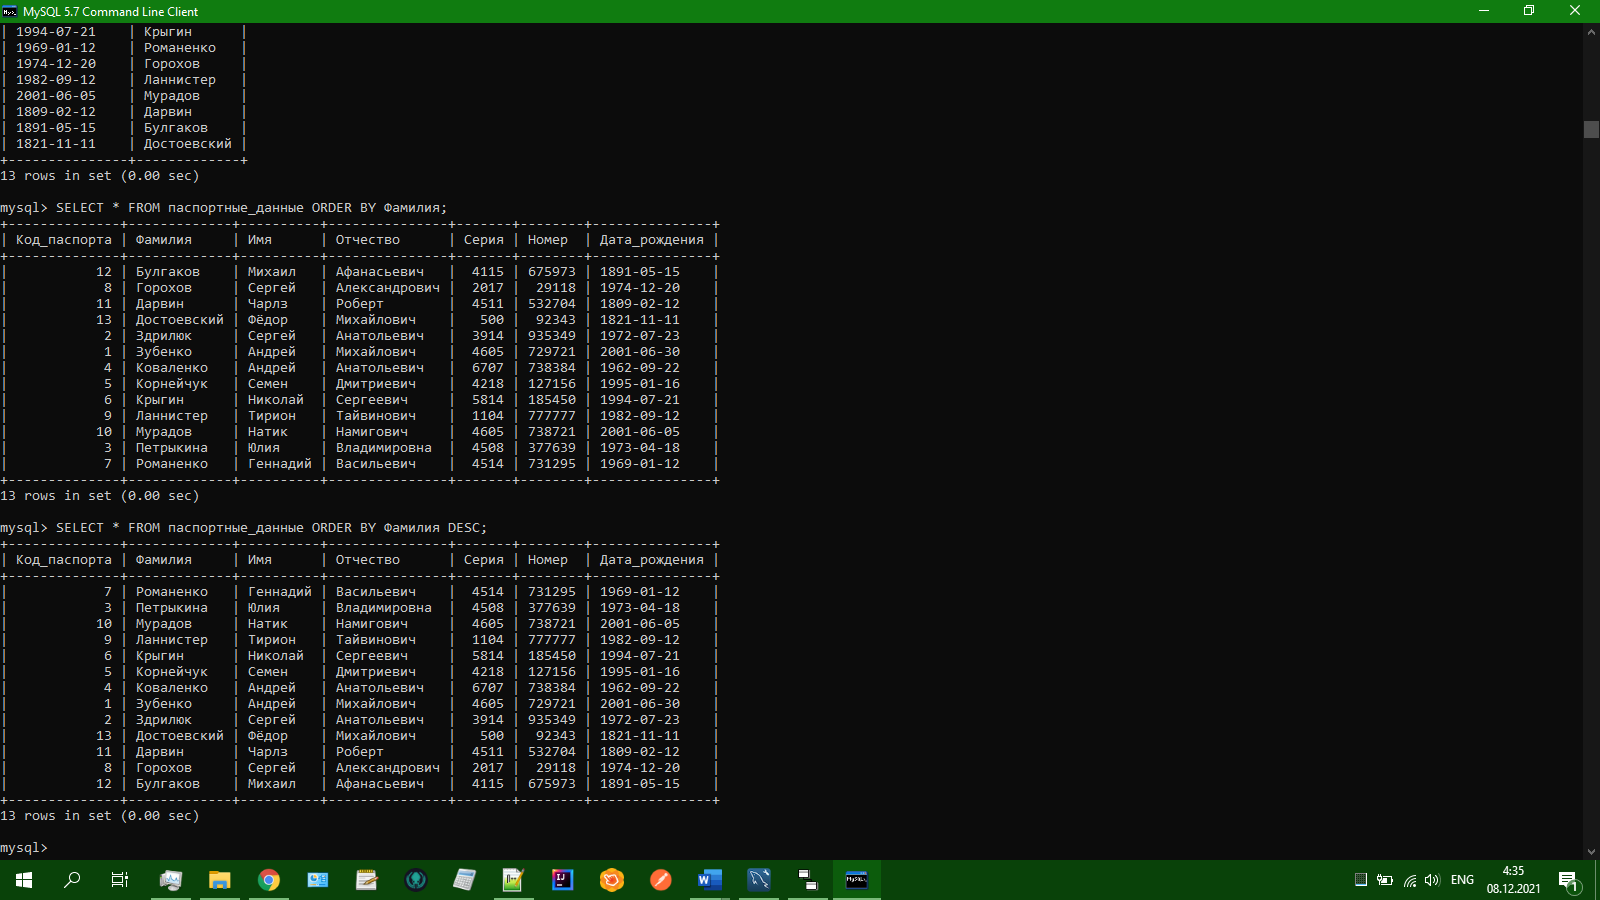 MySQL 5.7 Command Line Client
| 1994-07-21    | Крыгин      |
| 1969-01-12    | Романенко   |
| 1974-12-20    | Горохов     |
| 1982-09-12    | Ланнистер   |
| 2001-06-05    | Мурадов     |
| 1809-02-12    | Дарвин      |
| 1891-05-15    | Булгаков    |
| 1821-11-11    | Достоевский |
+---------------+-------------+
13 rows in set (0.00 sec)
mysql> SELECT * FROM паспортные_данные ORDER BY Фамилия;
+--------------+-------------+----------+---------------+-------+--------+---------------+
| Код_паспорта | Фамилия     | Имя      | Отчество      | Серия | Номер  | Дата_рождения |
+--------------+-------------+----------+---------------+-------+--------+---------------+
|           12 | Булгаков    | Михаил   | Афанасьевич   |  4115 | 675973 | 1891-05-15    |
|            8 | Горохов     | Сергей   | Александрович |  2017 |  29118 | 1974-12-20    |
|           11 | Дарвин      | Чарлз    | Роберт        |  4511 | 532704 | 1809-02-12    |
|           13 | Достоевский | Фёдор    | Михайлович    |   500 |  92343 | 1821-11-11    |
|            2 | Здрилюк     | Сергей   | Анатольевич   |  3914 | 935349 | 1972-07-23    |
|            1 | Зубенко     | Андрей   | Михайлович    |  4605 | 729721 | 2001-06-30    |
|            4 | Коваленко   | Андрей   | Анатольевич   |  6707 | 738384 | 1962-09-22    |
|            5 | Корнейчук   | Семен    | Дмитриевич    |  4218 | 127156 | 1995-01-16    |
|            6 | Крыгин      | Николай  | Сергеевич     |  5814 | 185450 | 1994-07-21    |
|            9 | Ланнистер   | Тирион   | Тайвинович    |  1104 | 777777 | 1982-09-12    |
|           10 | Мурадов     | Натик    | Намигович     |  4605 | 738721 | 2001-06-05    |
|            3 | Петрыкина   | Юлия     | Владимировна  |  4508 | 377639 | 1973-04-18    |
|            7 | Романенко   | Геннадий | Васильевич    |  4514 | 731295 | 1969-01-12    |
+--------------+-------------+----------+---------------+-------+--------+---------------+
13 rows in set (0.00 sec)
mysql> SELECT * FROM паспортные_данные ORDER BY Фамилия DESC;
+--------------+-------------+----------+---------------+-------+--------+---------------+
| Код_паспорта | Фамилия     | Имя      | Отчество      | Серия | Номер  | Дата_рождения |
+--------------+-------------+----------+---------------+-------+--------+---------------+
|            7 | Романенко   | Геннадий | Васильевич    |  4514 | 731295 | 1969-01-12    |
|            3 | Петрыкина   | Юлия     | Владимировна  |  4508 | 377639 | 1973-04-18    |
|           10 | Мурадов     | Натик    | Намигович     |  4605 | 738721 | 2001-06-05    |
|            9 | Ланнистер   | Тирион   | Тайвинович    |  1104 | 777777 | 1982-09-12    |
|            6 | Крыгин      | Николай  | Сергеевич     |  5814 | 185450 | 1994-07-21    |
|            5 | Корнейчук   | Семен    | Дмитриевич    |  4218 | 127156 | 1995-01-16    |
|            4 | Коваленко   | Андрей   | Анатольевич   |  6707 | 738384 | 1962-09-22    |
|            1 | Зубенко     | Андрей   | Михайлович    |  4605 | 729721 | 2001-06-30    |
|            2 | Здрилюк     | Сергей   | Анатольевич   |  3914 | 935349 | 1972-07-23    |
|           13 | Достоевский | Фёдор    | Михайлович    |   500 |  92343 | 1821-11-11    |
|           11 | Дарвин      | Чарлз    | Роберт        |  4511 | 532704 | 1809-02-12    |
|            8 | Горохов     | Сергей   | Александрович |  2017 |  29118 | 1974-12-20    |
|           12 | Булгаков    | Михаил   | Афанасьевич   |  4115 | 675973 | 1891-05-15    |
+--------------+-------------+----------+---------------+-------+--------+---------------+
13 rows in set (0.00 sec)
mysql>
ENG
4:35
08.12.2021
1